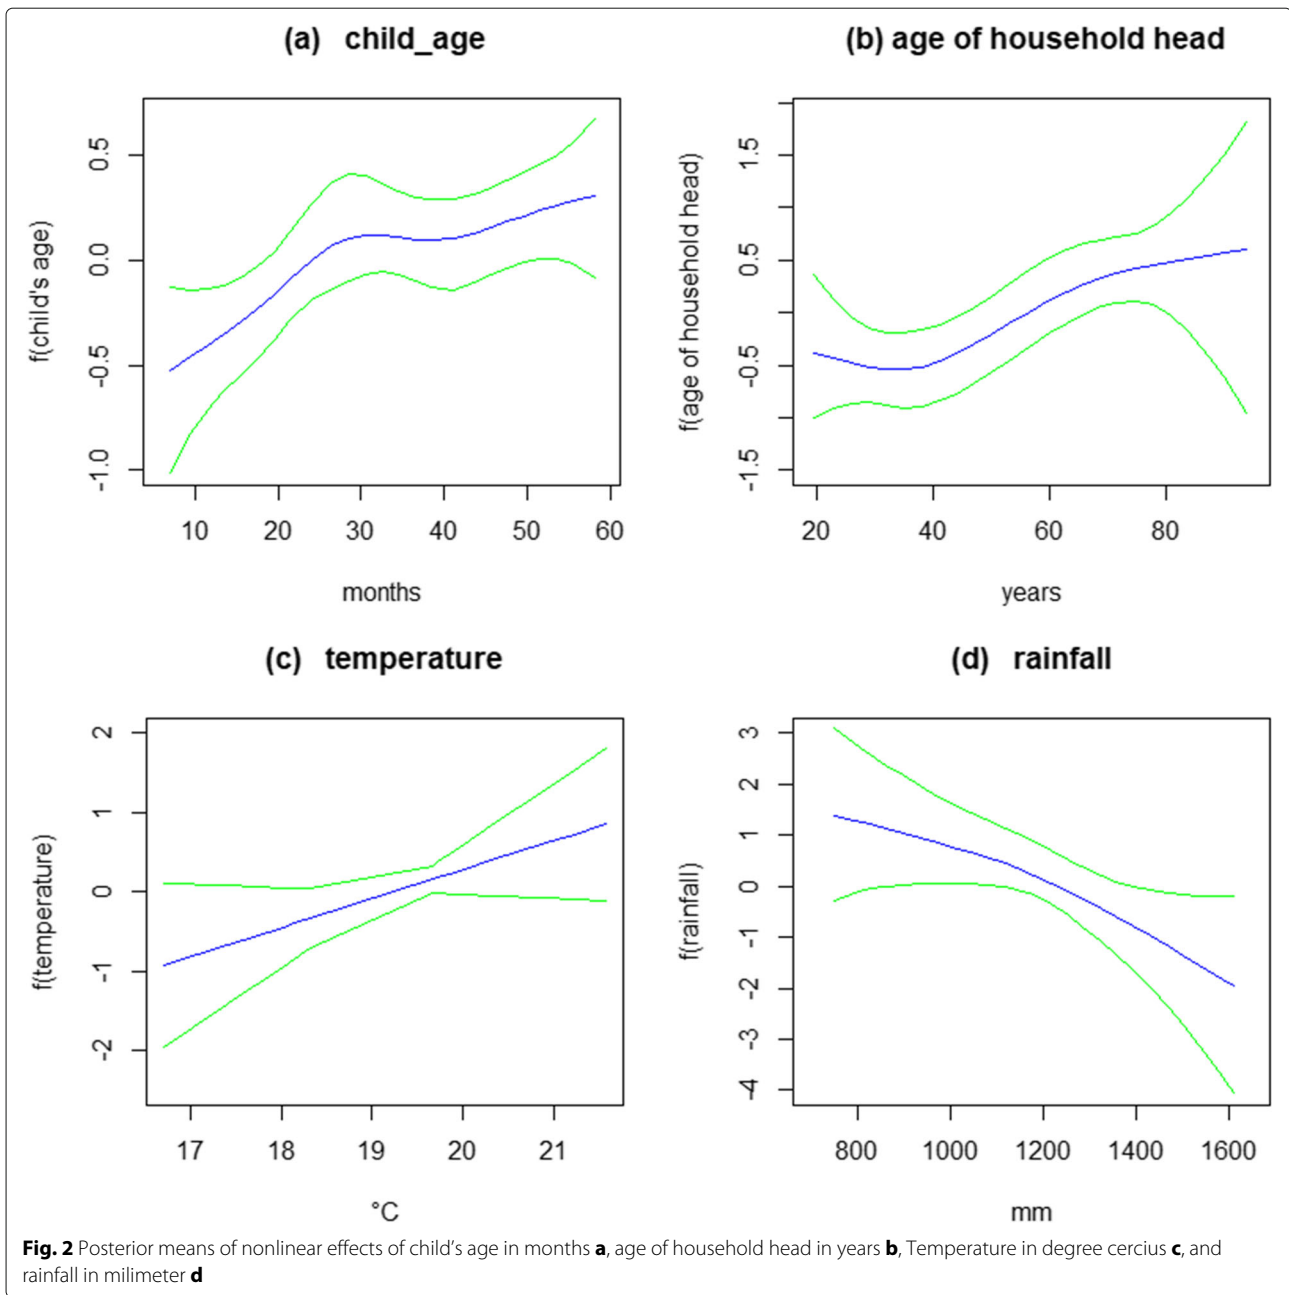 (a) child_age
f(child's age)
0.5
0.0
-0.5
-1.0
10 20 30 40 50 60
months
(b) age of household head
f(age of household head)
1.5
0.5
-0.5
-1.5
20 40 60 80
years
(c) temperature
f(temperature)
2
1
0
-1
-2
17 18 19 20 21
°C
(d) rainfall
f(rainfall)
3
2
1
0
-1
-2
-3
-4
800 1000 1200 1400 1600
mm
Fig. 2 Posterior means of nonlinear effects of child's age in months a, age of household head in years b, Temperature in degree cercius c, and
rainfall in milimeter d